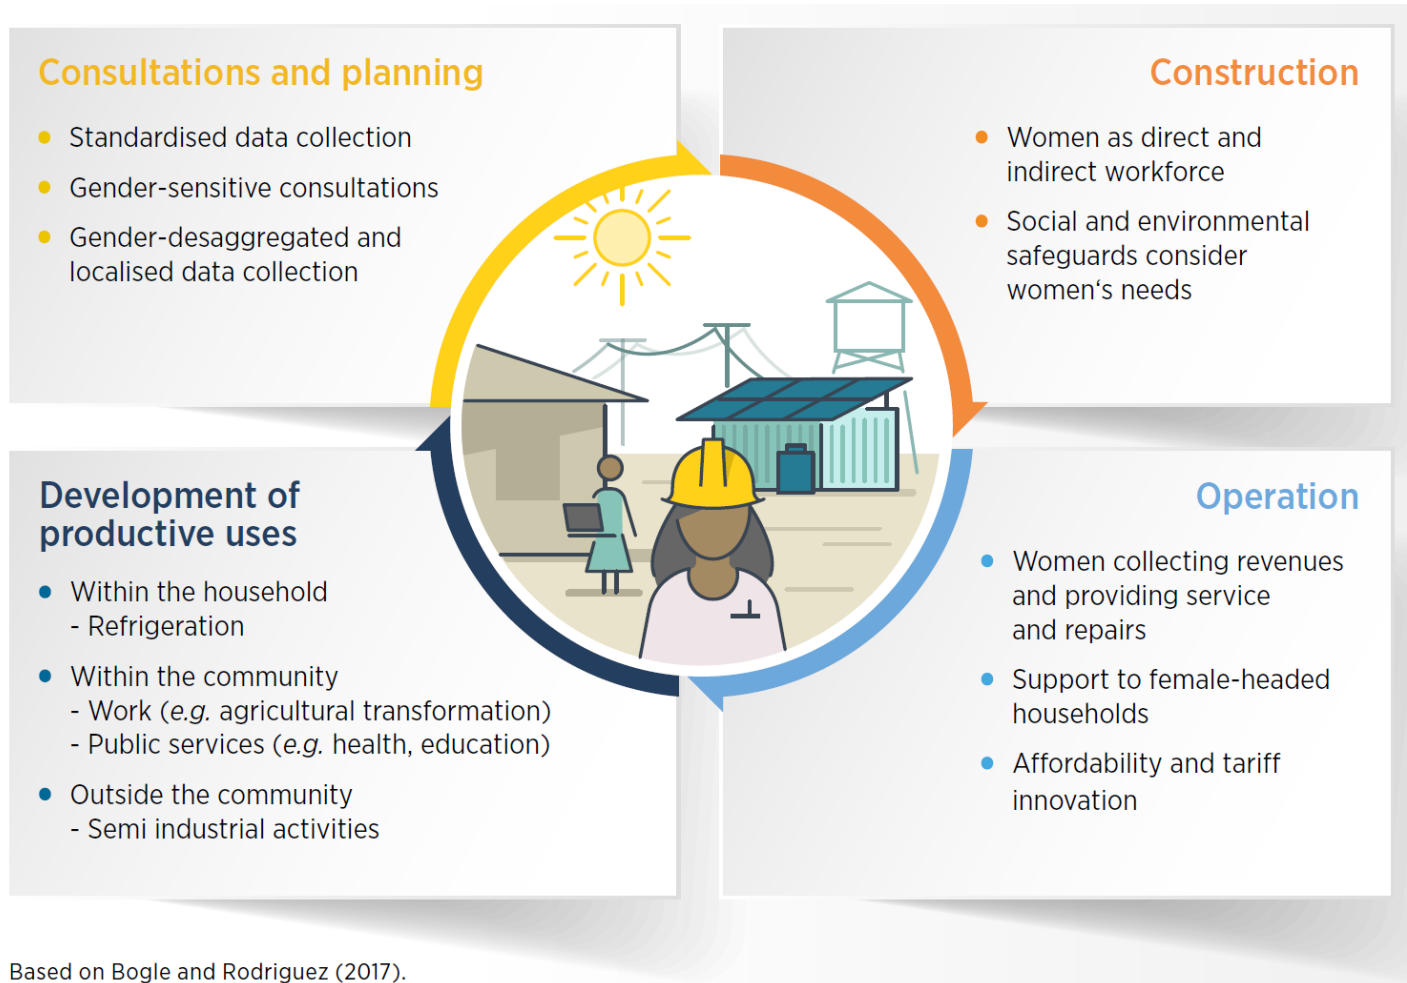 Consultations and planning
Standardised data collection
Gender-sensitive consultations
Gender-desaggregated and
localised data collection
Construction
Women as direct and
indirect workforce
Social and environmental
safeguards consider
women‘s needs
Development of
productive uses
Within the household
- Refrigeration
Within the community
- Work (e.g. agricultural transformation)
- Public services (e.g. health, education)
Outside the community
- Semi industrial activities
Operation
Women collecting revenues
and providing service
and repairs
Support to female-headed
households
Affordability and tariff
innovation
Based on Bogle and Rodriguez (2017).